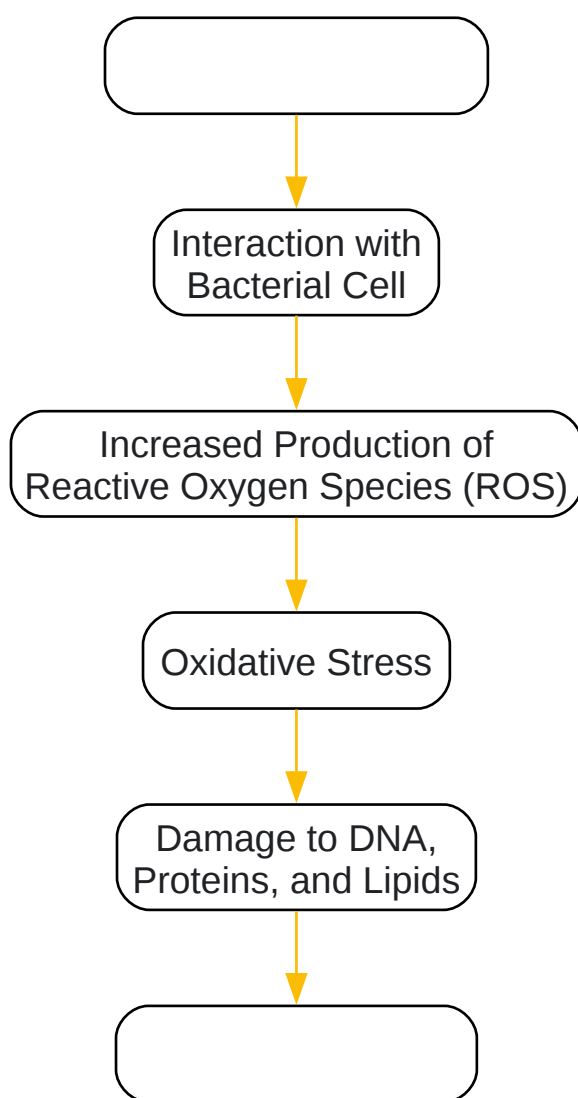 Interaction with
Bacterial Cell
Increased Production of
Reactive Oxygen Species (ROS)
Oxidative Stress
Damage to DNA,
Proteins, and Lipids